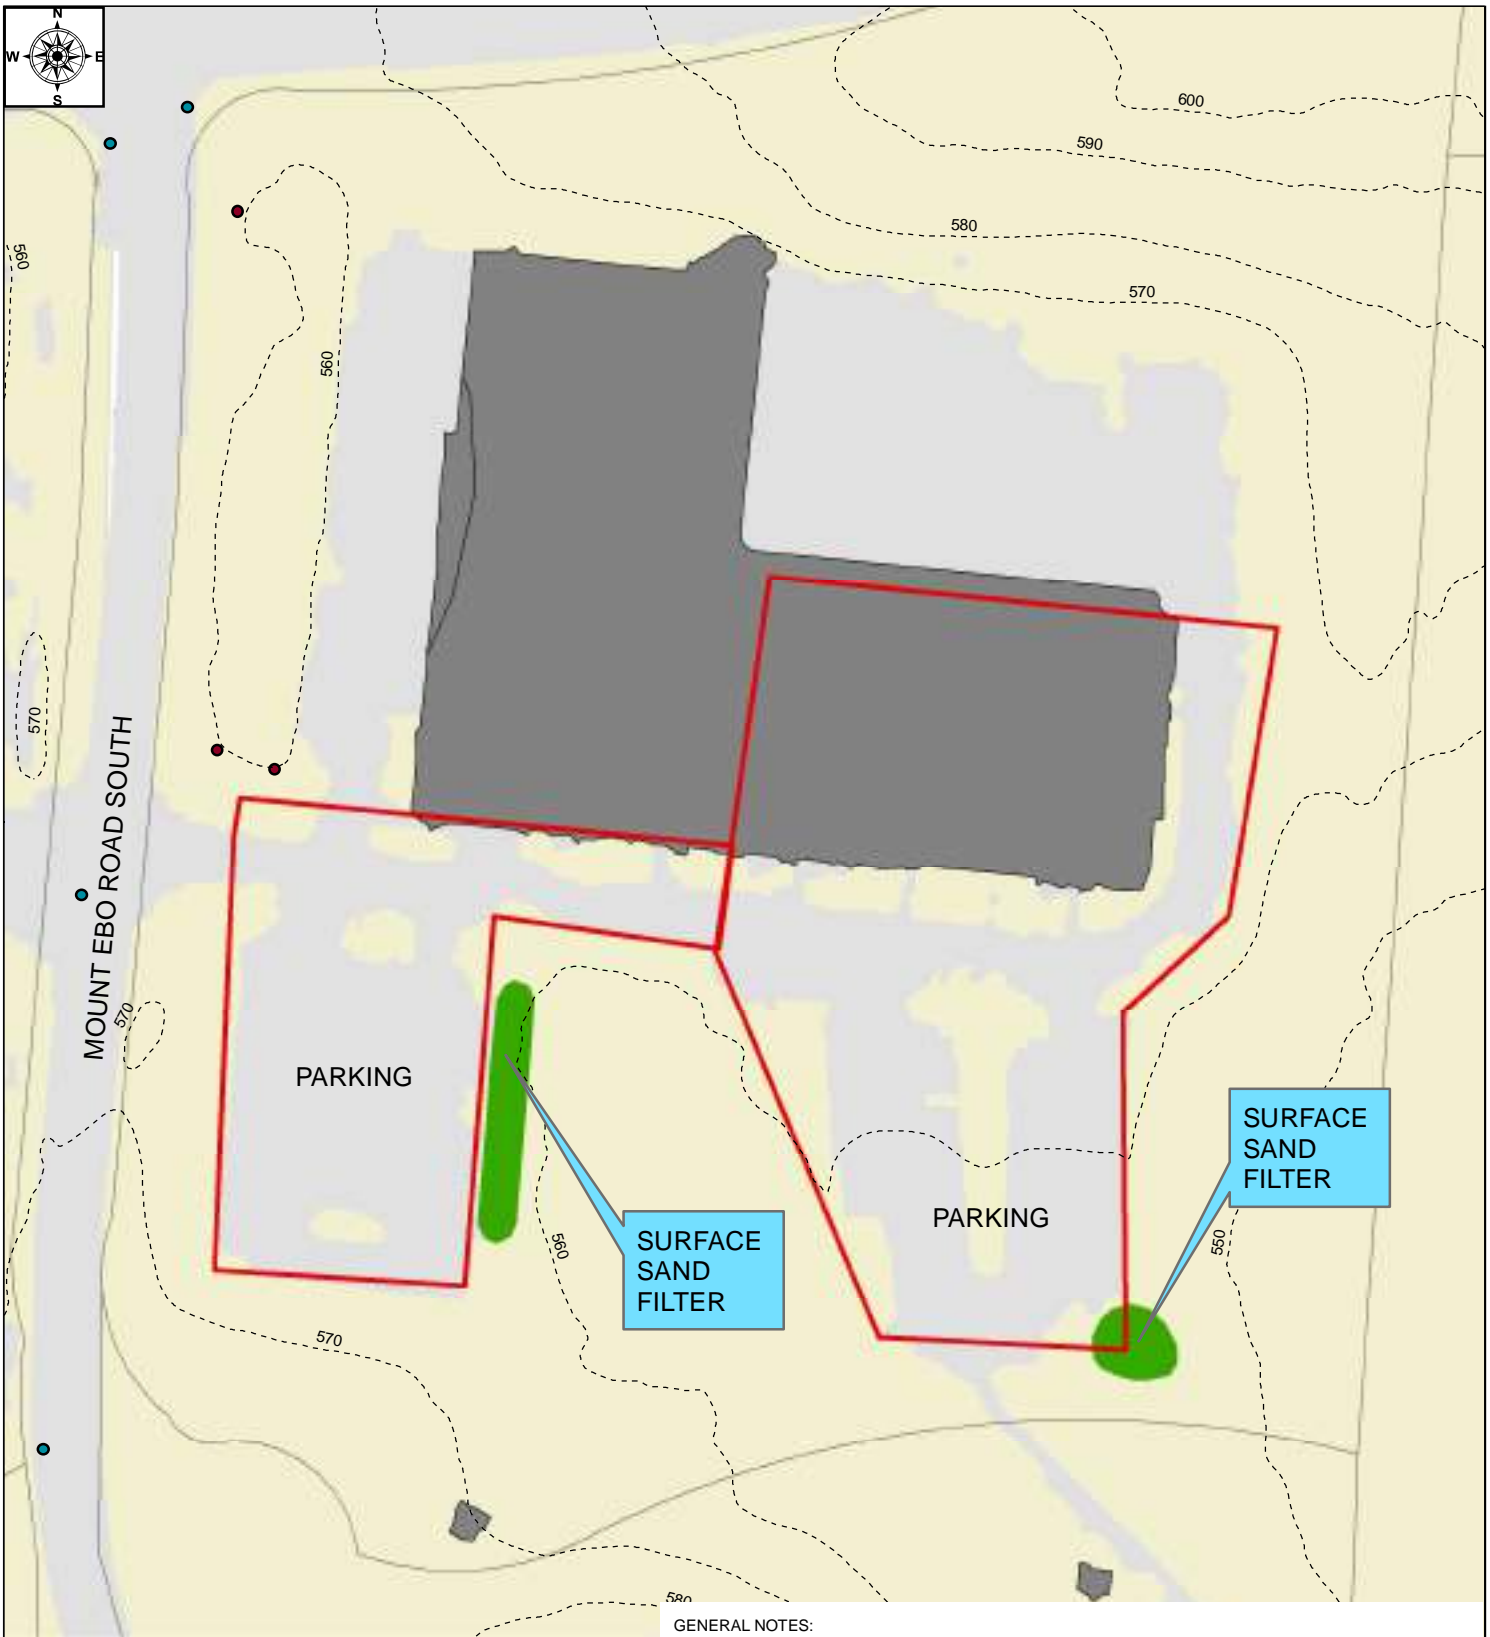 N
W E
S
600
590
580
570
560
560
570
MOUNT EBO ROAD SOUTH
570
PARKING
SURFACE
SAND
FILTER
PARKING
SURFACE
SAND
FILTER
560
550
570
580
GENERAL NOTES: